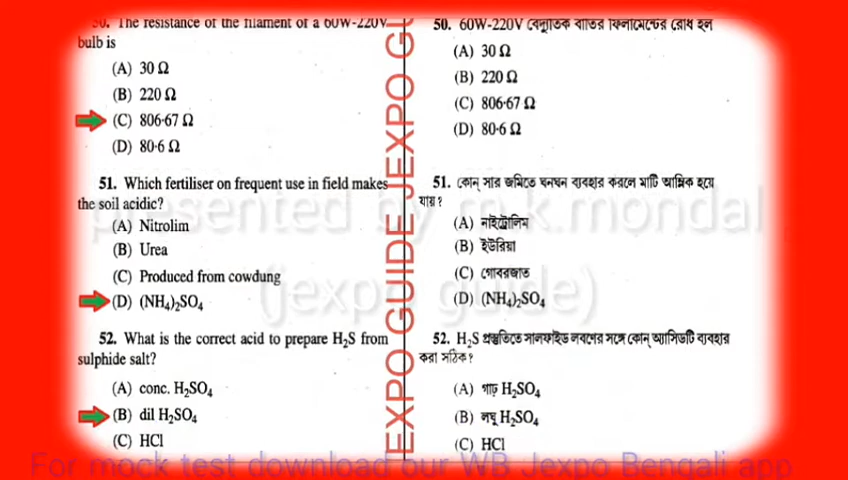 50. The resistance of the filament of a 60W-220V
bulb is
(A) 30 Ω
(B) 220 Ω
(C) 806·67 Ω
(D) 80·6 Ω
51. Which fertiliser on frequent use in field makes
the soil acidic?
(A) Nitrolim
(B) Urea
(C) Produced from cowdung
(D) (NH₄)₂SO₄
52. What is the correct acid to prepare H₂S from
sulphide salt?
(A) conc. H₂SO₄
(B) dil H₂SO₄
(C) HCl
EXPO GUIDE JEXPO GU
50. 60W-220V বৈদ্যুতিক বাতির ফিলামেন্টের রোধ হল
(A) 30 Ω
(B) 220 Ω
(C) 806·67 Ω
(D) 80·6 Ω
51. কোন্ সার জমিতে ঘনঘন ব্যবহার করলে মাটি আম্লিক হয়ে
যায়?
(A) নাইট্রোলিম
(B) ইউরিয়া
(C) গোবরজাত
(D) (NH₄)₂SO₄
52. H₂S প্রস্তুতিতে সালফাইড লবণের সঙ্গে কোন্ অ্যাসিডটি ব্যবহার
করা সঠিক?
(A) গাঢ় H₂SO₄
(B) লঘু H₂SO₄
(C) HCl
presented by m.k.mondal
(jexpo guide)
For mock test download our WB Jexpo Bengali app